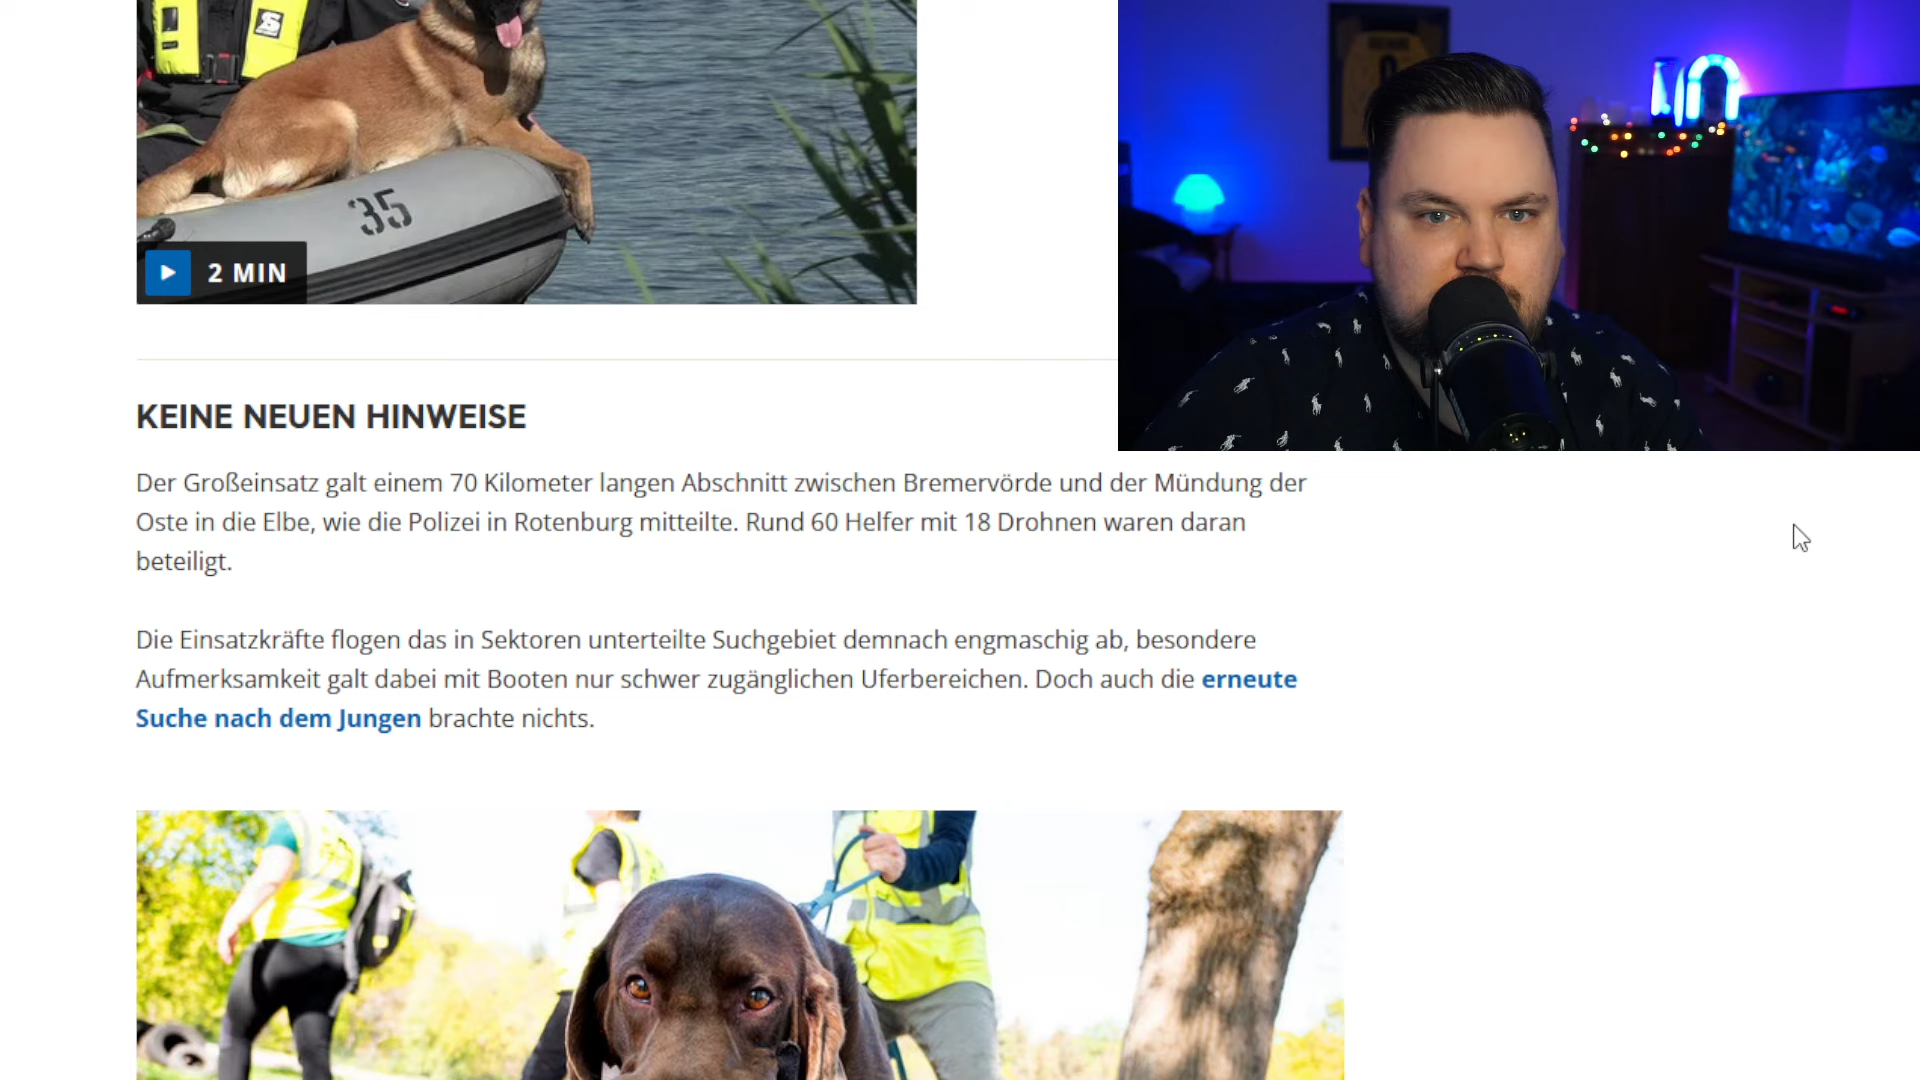 35
2 MIN
KEINE NEUEN HINWEISE
Der Großeinsatz galt einem 70 Kilometer langen Abschnitt zwischen Bremervörde und der Mündung der
Oste in die Elbe, wie die Polizei in Rotenburg mitteilte. Rund 60 Helfer mit 18 Drohnen waren daran
beteiligt.
Die Einsatzkräfte flogen das in Sektoren unterteilte Suchgebiet demnach engmaschig ab, besondere
Aufmerksamkeit galt dabei mit Booten nur schwer zugänglichen Uferbereichen. Doch auch die erneute
Suche nach dem Jungen brachte nichts.